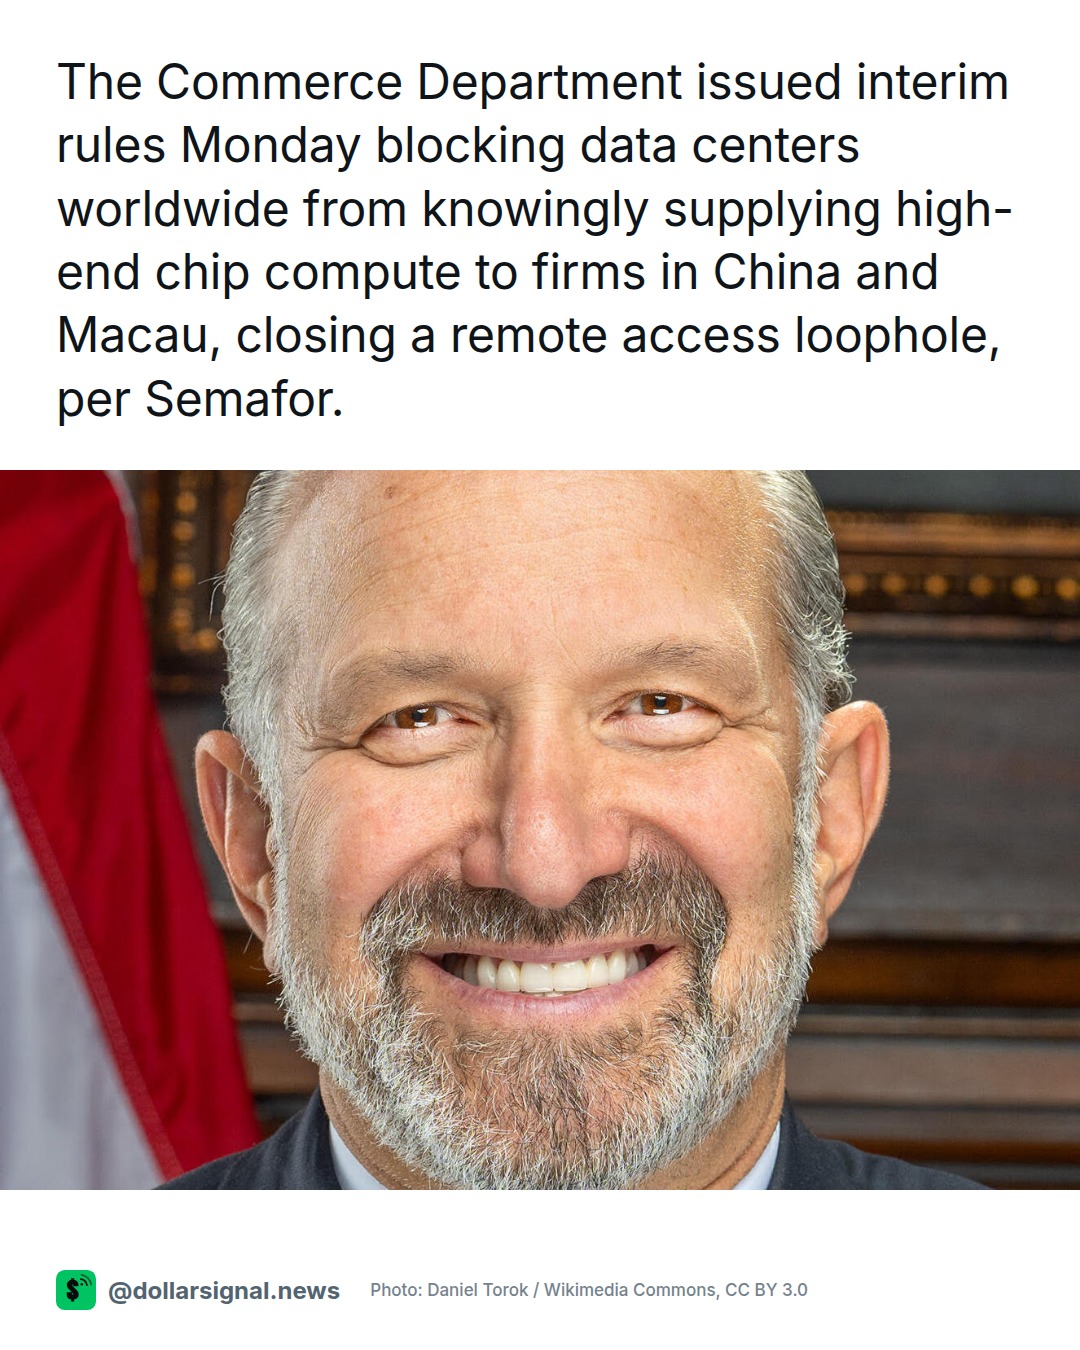 The Commerce Department issued interim
rules Monday blocking data centers
worldwide from knowingly supplying high-
end chip compute to firms in China and
Macau, closing a remote access loophole,
per Semafor.
$
@dollarsignal.news
Photo: Daniel Torok / Wikimedia Commons, CC BY 3.0